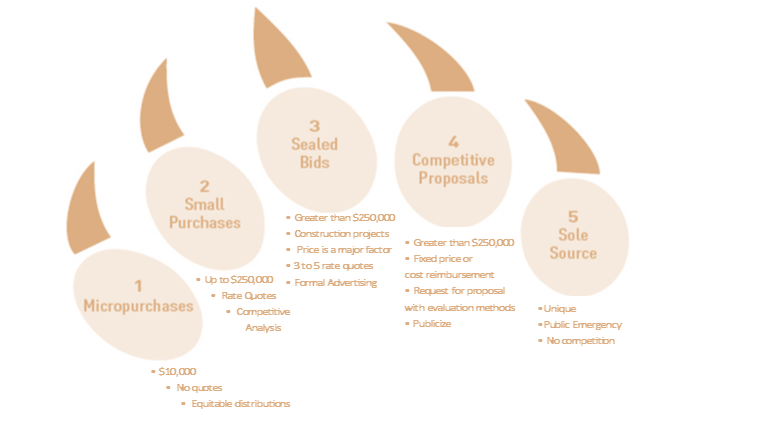 1
Micropurchases
▪ $10,000
▪ No quotes
▪ Equitable distributions
2
Small
Purchases
▪ Up to $250,000
▪ Rate Quotes
▪ Competitive
Analysis
3
Sealed
Bids
▪ Greater than $250,000
▪ Construction projects
▪ Price is a major factor
▪ 3 to 5 rate quotes
▪ Formal Advertising
4
Competitive
Proposals
▪ Greater than $250,000
▪ Fixed price or
cost reimbursement
▪ Request for proposal
with evaluation methods
▪ Publicize
5
Sole
Source
▪ Unique
▪ Public Emergency
▪ No competition